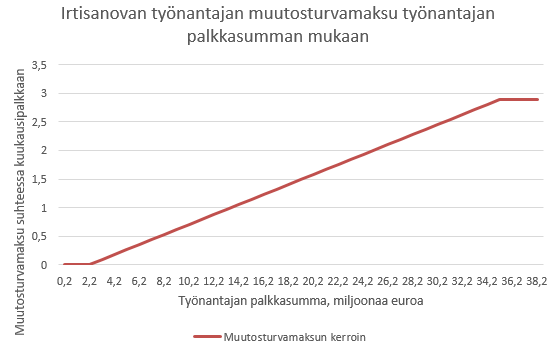 Irtisanovan työnantajan muutosturvamaksu työnantajan
palkkasumman mukaan
Muutosturvamaksu suhteessa kuukausipalkkaan
3,5
3
2,5
2
1,5
1
0,5
0
0,2 2,2 4,2 6,2 8,2 10,2 12,2 14,2 16,2 18,2 20,2 22,2 24,2 26,2 28,2 30,2 32,2 34,2 36,2 38,2
Työnantajan palkkasumma, miljoonaa euroa
Muutosturvamaksun kerroin